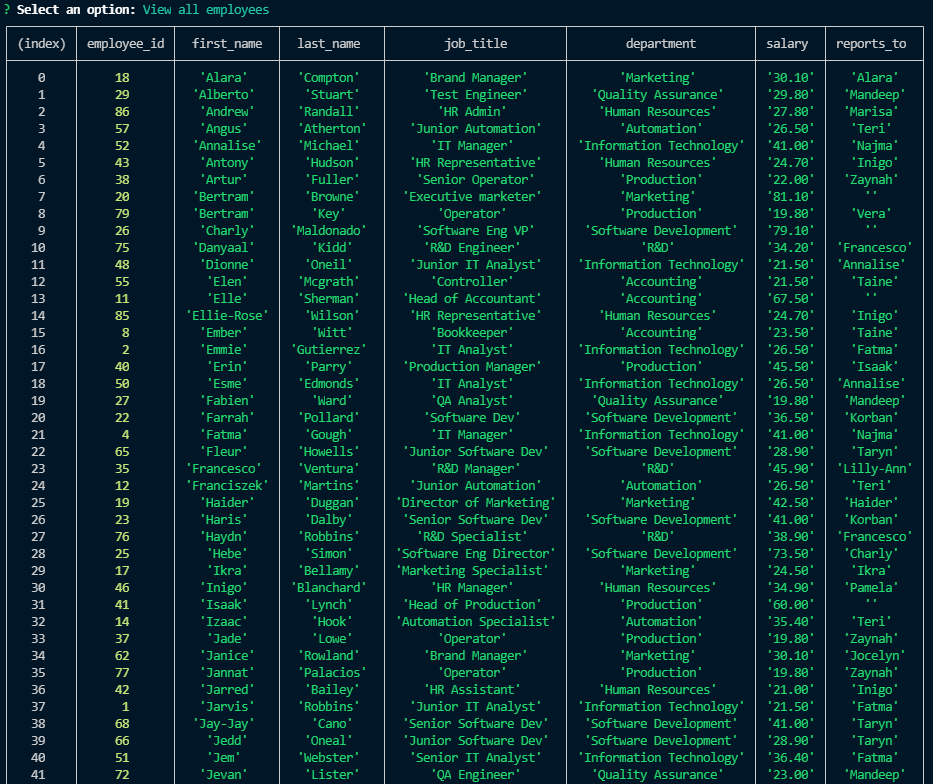 ? Select an option: View all employees
(index) employee_id first_name last_name job_title department salary reports_to
0 18 'Alara' 'Compton' 'Brand Manager' 'Marketing' '30.10' 'Alara'
1 29 'Alberto' 'Stuart' 'Test Engineer' 'Quality Assurance' '29.80' 'Mandeep'
2 86 'Andrew' 'Randall' 'HR Admin' 'Human Resources' '27.80' 'Marisa'
3 57 'Angus' 'Atherton' 'Junior Automation' 'Automation' '26.50' 'Teri'
4 52 'Annalise' 'Michael' 'IT Manager' 'Information Technology' '41.00' 'Najma'
5 43 'Antony' 'Hudson' 'HR Representative' 'Human Resources' '24.70' 'Inigo'
6 38 'Artur' 'Fuller' 'Senior Operator' 'Production' '22.00' 'Zaynah'
7 20 'Bertram' 'Browne' 'Executive marketer' 'Marketing' '81.10' ''
8 79 'Bertram' 'Key' 'Operator' 'Production' '19.80' 'Vera'
9 26 'Charly' 'Maldonado' 'Software Eng VP' 'Software Development' '79.10' ''
10 75 'Danyaal' 'Kidd' 'R&D Engineer' 'R&D' '34.20' 'Francesco'
11 48 'Dionne' 'Oneil' 'Junior IT Analyst' 'Information Technology' '21.50' 'Annalise'
12 55 'Elen' 'Mcgrath' 'Controller' 'Accounting' '21.50' 'Taine'
13 11 'Elle' 'Sherman' 'Head of Accountant' 'Accounting' '67.50' ''
14 85 'Ellie-Rose' 'Wilson' 'HR Representative' 'Human Resources' '24.70' 'Inigo'
15 8 'Ember' 'Witt' 'Bookkeeper' 'Accounting' '23.50' 'Taine'
16 2 'Emmie' 'Gutierrez' 'IT Analyst' 'Information Technology' '26.50' 'Fatma'
17 40 'Erin' 'Parry' 'Production Manager' 'Production' '45.50' 'Isaak'
18 50 'Esme' 'Edmonds' 'IT Analyst' 'Information Technology' '26.50' 'Annalise'
19 27 'Fabien' 'Ward' 'QA Analyst' 'Quality Assurance' '19.80' 'Mandeep'
20 22 'Farrah' 'Pollard' 'Software Dev' 'Software Development' '36.50' 'Korban'
21 4 'Fatma' 'Gough' 'IT Manager' 'Information Technology' '41.00' 'Najma'
22 65 'Fleur' 'Howells' 'Junior Software Dev' 'Software Development' '28.90' 'Taryn'
23 35 'Francesco' 'Ventura' 'R&D Manager' 'R&D' '45.90' 'Lilly-Ann'
24 12 'Franciszek' 'Martins' 'Junior Automation' 'Automation' '26.50' 'Teri'
25 19 'Haider' 'Duggan' 'Director of Marketing' 'Marketing' '42.50' 'Haider'
26 23 'Haris' 'Dalby' 'Senior Software Dev' 'Software Development' '41.00' 'Korban'
27 76 'Haydn' 'Robbins' 'R&D Specialist' 'R&D' '38.90' 'Francesco'
28 25 'Hebe' 'Simon' 'Software Eng Director' 'Software Development' '73.50' 'Charly'
29 17 'Ikra' 'Bellamy' 'Marketing Specialist' 'Marketing' '24.50' 'Ikra'
30 46 'Inigo' 'Blanchard' 'HR Manager' 'Human Resources' '34.90' 'Pamela'
31 41 'Isaak' 'Lynch' 'Head of Production' 'Production' '60.00' ''
32 14 'Izaac' 'Hook' 'Automation Specialist' 'Automation' '35.40' 'Teri'
33 37 'Jade' 'Lowe' 'Operator' 'Production' '19.80' 'Zaynah'
34 62 'Janice' 'Rowland' 'Brand Manager' 'Marketing' '30.10' 'Jocelyn'
35 77 'Jannat' 'Palacios' 'Operator' 'Production' '19.80' 'Zaynah'
36 42 'Jarred' 'Bailey' 'HR Assistant' 'Human Resources' '21.00' 'Inigo'
37 1 'Jarvis' 'Robbins' 'Junior IT Analyst' 'Information Technology' '21.50' 'Fatma'
38 68 'Jay-Jay' 'Cano' 'Senior Software Dev' 'Software Development' '41.00' 'Taryn'
39 66 'Jedd' 'Oneal' 'Junior Software Dev' 'Software Development' '28.90' 'Taryn'
40 51 'Jem' 'Webster' 'Senior IT Analyst' 'Information Technology' '36.40' 'Fatma'
41 72 'Jevan' 'Lister' 'QA Engineer' 'Quality Assurance' '23.00' 'Mandeep'